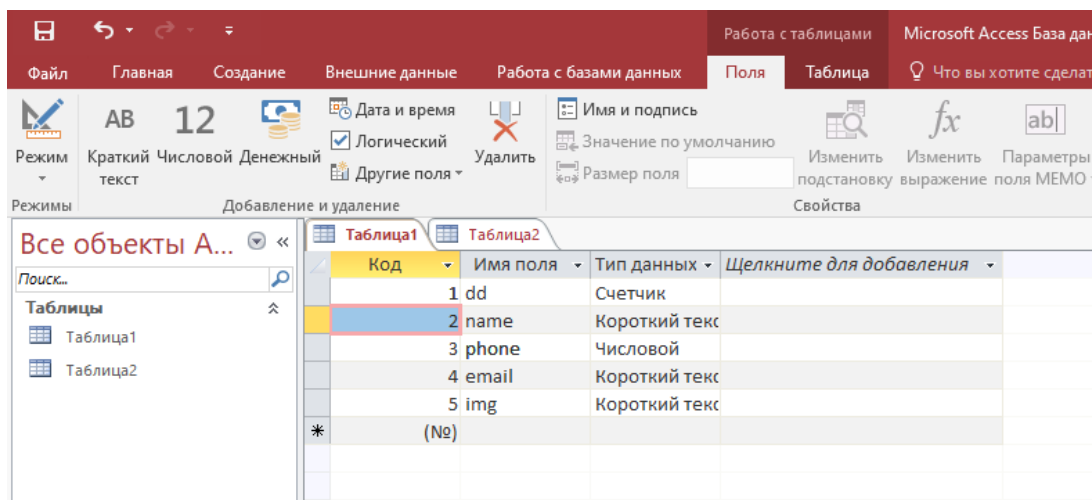 Работа с таблицами Microsoft Access База дан
Файл Главная Создание Внешние данные Работа с базами данных Поля Таблица Что вы хотите сделат
Режим
АВ
Краткий текст
12
Числовой
Денежный
Дата и время
Логический
Другие поля
Удалить
Имя и подпись
Значение по умолчанию
Размер поля
Изменить подстановку
fx
Изменить выражение
ab
Параметры поля МЕМО
Режимы Добавление и удаление Свойства
Все объекты A...
Поиск...
Таблицы
Таблица1
Таблица2
Таблица1 Таблица2
Код Имя поля Тип данных Щелкните для добавления
1 dd Счетчик
2 name Короткий текс
3 phone Числовой
4 email Короткий текс
5 img Короткий текс
(№)